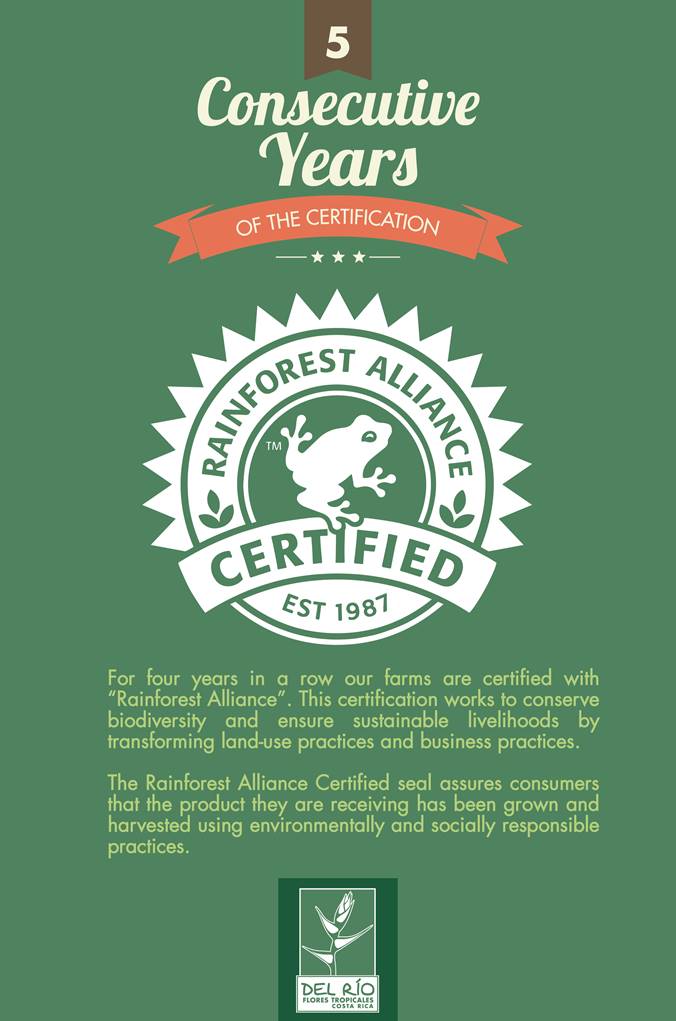 5
Consecutive
Years
OF THE CERTIFICATION
RAINFOREST ALLIANCE
TM
CERTIFIED
EST 1987
For four years in a row our farms are certified with
“Rainforest Alliance”. This certification works to conserve
biodiversity and ensure sustainable livelihoods by
transforming land-use practices and business practices.
The Rainforest Alliance Certified seal assures consumers
that the product they are receiving has been grown and
harvested using environmentally and socially responsible
practices.
DEL RÍO
FLORES TROPICALES
COSTA RICA